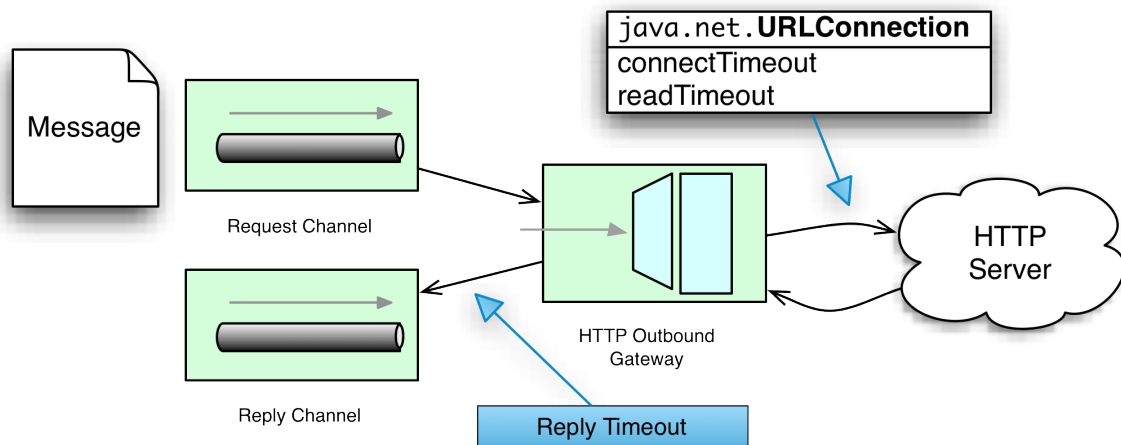 java.net.URLConnection
connectTimeout
readTimeout
Message
Request Channel
HTTP
Server
HTTP Outbound
Gateway
Reply Channel
Reply Timeout